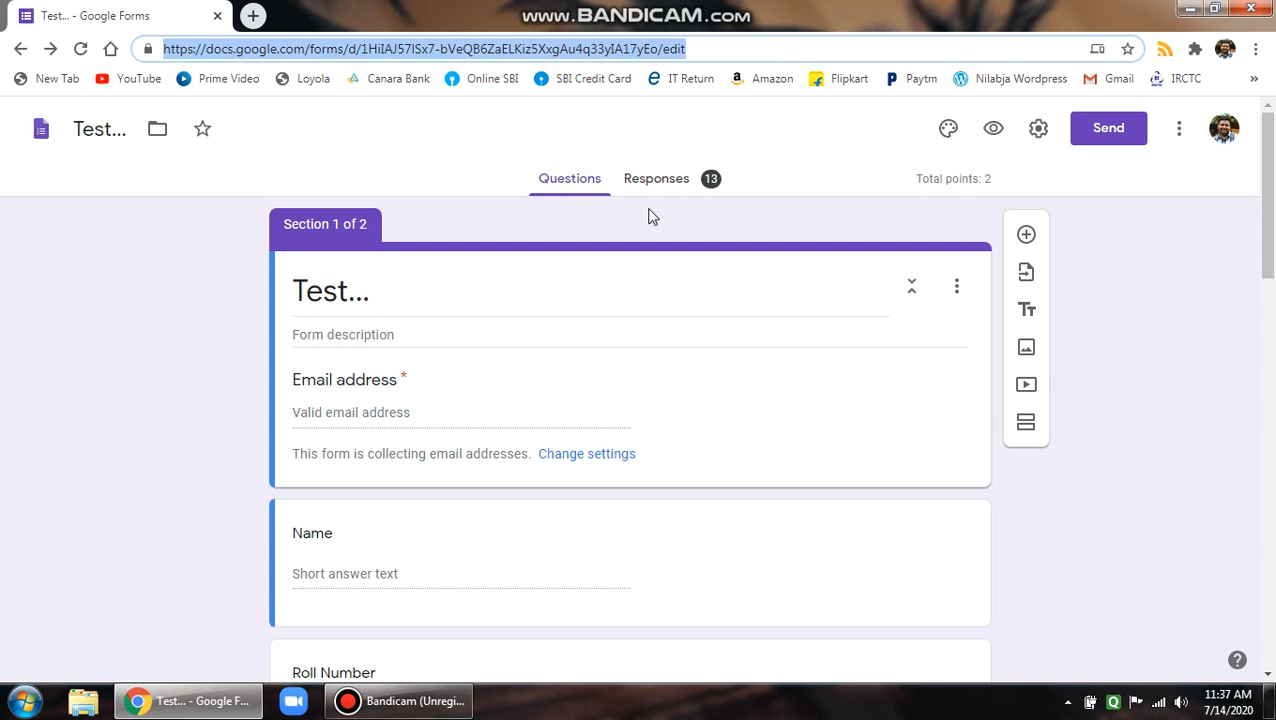 Test... - Google Forms
www.BANDICAM.com
https://docs.google.com/forms/d/1HiIAJ57lSx7-bVeQB6ZaELKiz5XxgAu4q33yIA17yEo/edit
New Tab YouTube Prime Video Loyola Canara Bank Online SBI SBI Credit Card IT Return Amazon Flipkart Paytm Nilabja Wordpress Gmail IRCTC »
Test... Send
Questions Responses 13 Total points: 2
Section 1 of 2
Test...
Form description
Email address *
Valid email address
This form is collecting email addresses. Change settings
Name
Short answer text
Roll Number
Test... - Google F... Bandicam (Unregi...
11:37 AM
7/14/2020